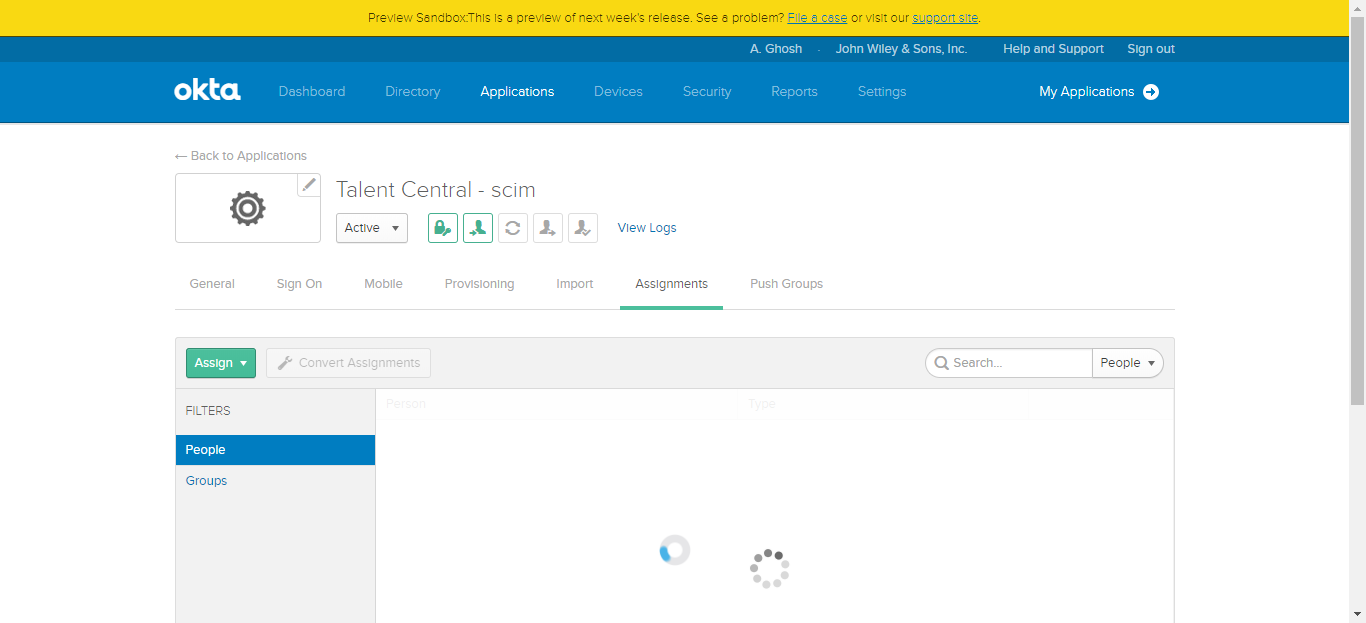 Preview Sandbox:This is a preview of next week's release. See a problem? File a case or visit our support site.
A. Ghosh · John Wiley & Sons, Inc. Help and Support Sign out
okta Dashboard Directory Applications Devices Security Reports Settings My Applications
← Back to Applications
Talent Central - scim
Active View Logs
General Sign On Mobile Provisioning Import Assignments Push Groups
Assign Convert Assignments Search... People
FILTERS Person Type
People
Groups